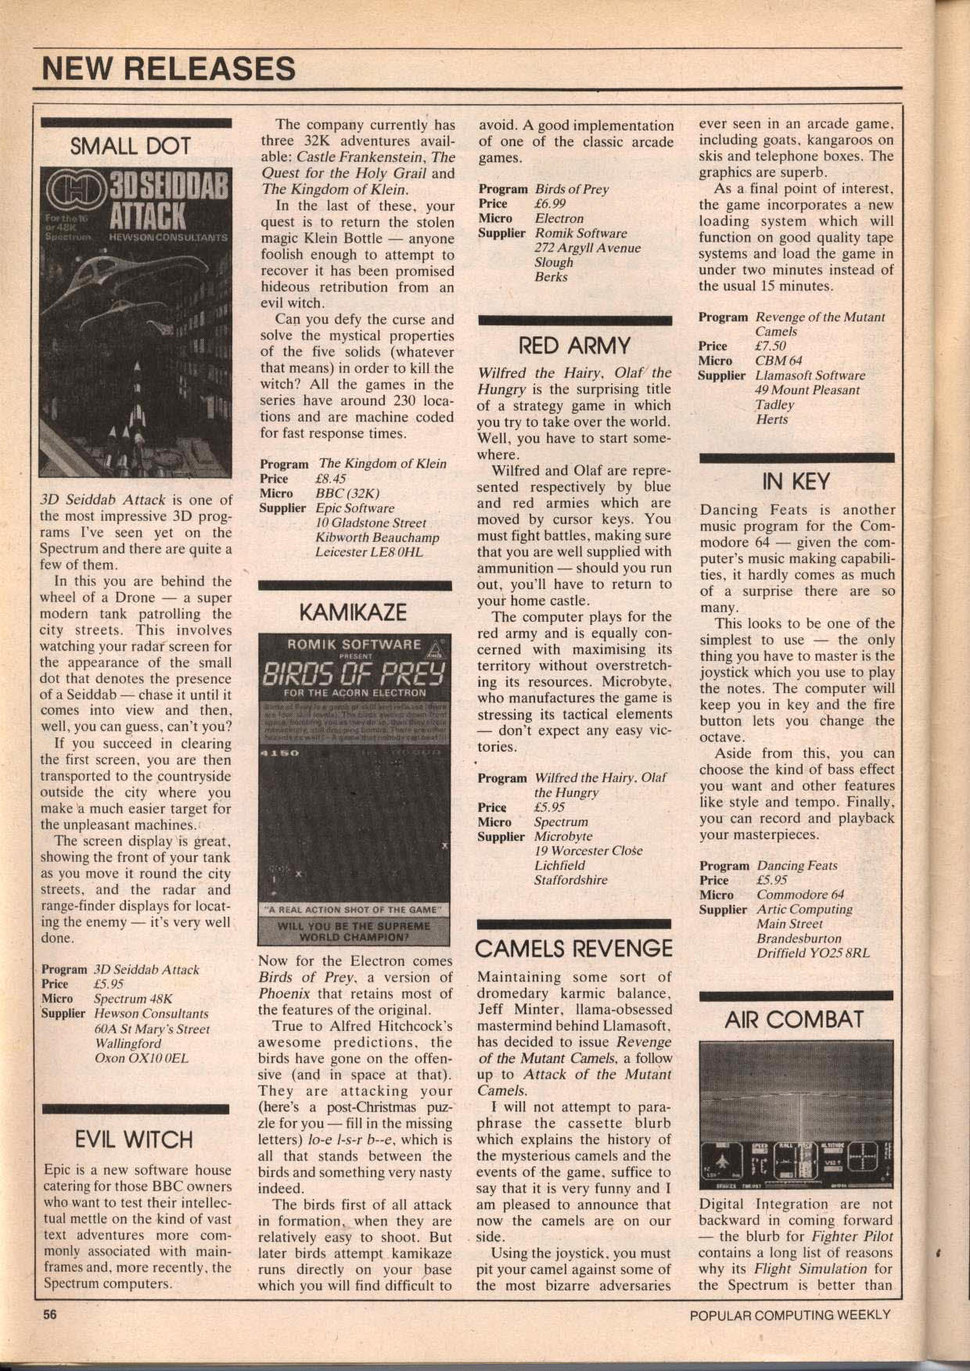 NEW RELEASES
SMALL DOT
3D SEIDDAB
ATTACK
For the 16
or 48K
Spectrum
HEWSON CONSULTANTS
3D Seiddab Attack is one of
the most impressive 3D prog-
rams I've seen yet on the
Spectrum and there are quite a
few of them.
In this you are behind the
wheel of a Drone — a super
modern tank patrolling the
city streets. This involves
watching your radar screen for
the appearance of the small
dot that denotes the presence
of a Seiddab — chase it until it
comes into view and then,
well, you can guess, can't you?
If you succeed in clearing
the first screen, you are then
transported to the countryside
outside the city where you
make a much easier target for
the unpleasant machines.
The screen display is great,
showing the front of your tank
as you move it round the city
streets, and the radar and
range-finder displays for locat-
ing the enemy — it's very well
done.
Program 3D Seiddab Attack
Price £5.95
Micro Spectrum 48K
Supplier Hewson Consultants
60A St Mary's Street
Wallingford
Oxon OX10 0EL
EVIL WITCH
Epic is a new software house
catering for those BBC owners
who want to test their intellec-
tual mettle on the kind of vast
text adventures more com-
monly associated with main-
frames and, more recently, the
Spectrum computers.
The company currently has
three 32K adventures avail-
able; Castle Frankenstein, The
Quest for the Holy Grail and
The Kingdom of Klein.
In the last of these, your
quest is to return the stolen
magic Klein Bottle — anyone
foolish enough to attempt to
recover it has been promised
hideous retribution from an
evil witch.
Can you defy the curse and
solve the mystical properties
of the five solids (whatever
that means) in order to kill the
witch? All the games in the
series have around 230 loca-
tions and are machine coded
for fast response times.
Program The Kingdom of Klein
Price £8.45
Micro BBC (32K)
Supplier Epic Software
10 Gladstone Street
Kibworth Beauchamp
Leicester LE8 0HL
KAMIKAZE
ROMIK SOFTWARE
PRESENT
BIRDS OF PREY
FOR THE ACORN ELECTRON
4150
"A REAL ACTION SHOT OF THE GAME"
WILL YOU BE THE SUPREME
WORLD CHAMPION?
Now for the Electron comes
Birds of Prey, a version of
Phoenix that retains most of
the features of the original.
True to Alfred Hitchcock's
awesome predictions, the
birds have gone on the offen-
sive (and in space at that).
They are attacking your
(here's a post-Christmas puz-
zle for you — fill in the missing
letters) lo-e l-s-r b--e, which is
all that stands between the
birds and something very nasty
indeed.
The birds first of all attack
in formation, when they are
relatively easy to shoot. But
later birds attempt kamikaze
runs directly on your base
which you will find difficult to
avoid. A good implementation
of one of the classic arcade
games.
Program Birds of Prey
Price £6.99
Micro Electron
Supplier Romik Software
272 Argyll Avenue
Slough
Berks
RED ARMY
Wilfred the Hairy, Olaf the
Hungry is the surprising title
of a strategy game in which
you try to take over the world.
Well, you have to start some-
where.
Wilfred and Olaf are repre-
sented respectively by blue
and red armies which are
moved by cursor keys. You
must fight battles, making sure
that you are well supplied with
ammunition — should you run
out, you'll have to return to
your home castle.
The computer plays for the
red army and is equally con-
cerned with maximising its
territory without overstretch-
ing its resources. Microbyte,
who manufactures the game is
stressing its tactical elements
— don't expect any easy vic-
tories.
Program Wilfred the Hairy, Olaf
the Hungry
Price £5.95
Micro Spectrum
Supplier Microbyte
19 Worcester Close
Lichfield
Staffordshire
CAMELS REVENGE
Maintaining some sort of
dromedary karmic balance,
Jeff Minter, llama-obsessed
mastermind behind Llamasoft,
has decided to issue Revenge
of the Mutant Camels, a follow
up to Attack of the Mutant
Camels.
I will not attempt to para-
phrase the cassette blurb
which explains the history of
the mysterious camels and the
events of the game, suffice to
say that it is very funny and I
am pleased to announce that
now the camels are on our
side.
Using the joystick, you must
pit your camel against some of
the most bizarre adversaries
ever seen in an arcade game,
including goats, kangaroos on
skis and telephone boxes. The
graphics are superb.
As a final point of interest,
the game incorporates a new
loading system which will
function on good quality tape
systems and load the game in
under two minutes instead of
the usual 15 minutes.
Program Revenge of the Mutant
Camels
Price £7.50
Micro CBM 64
Supplier Llamasoft Software
49 Mount Pleasant
Tadley
Herts
IN KEY
Dancing Feats is another
music program for the Com-
modore 64 — given the com-
puter's music making capabili-
ties, it hardly comes as much
of a surprise there are so
many.
This looks to be one of the
simplest to use — the only
thing you have to master is the
joystick which you use to play
the notes. The computer will
keep you in key and the fire
button lets you change the
octave.
Aside from this, you can
choose the kind of bass effect
you want and other features
like style and tempo. Finally,
you can record and playback
your masterpieces.
Program Dancing Feats
Price £5.95
Micro Commodore 64
Supplier Artic Computing
Main Street
Brandesburton
Driffield YO25 8RL
AIR COMBAT
Digital Integration are not
backward in coming forward
— the blurb for Fighter Pilot
contains a long list of reasons
why its Flight Simulation for
the Spectrum is better than
56
POPULAR COMPUTING WEEKLY